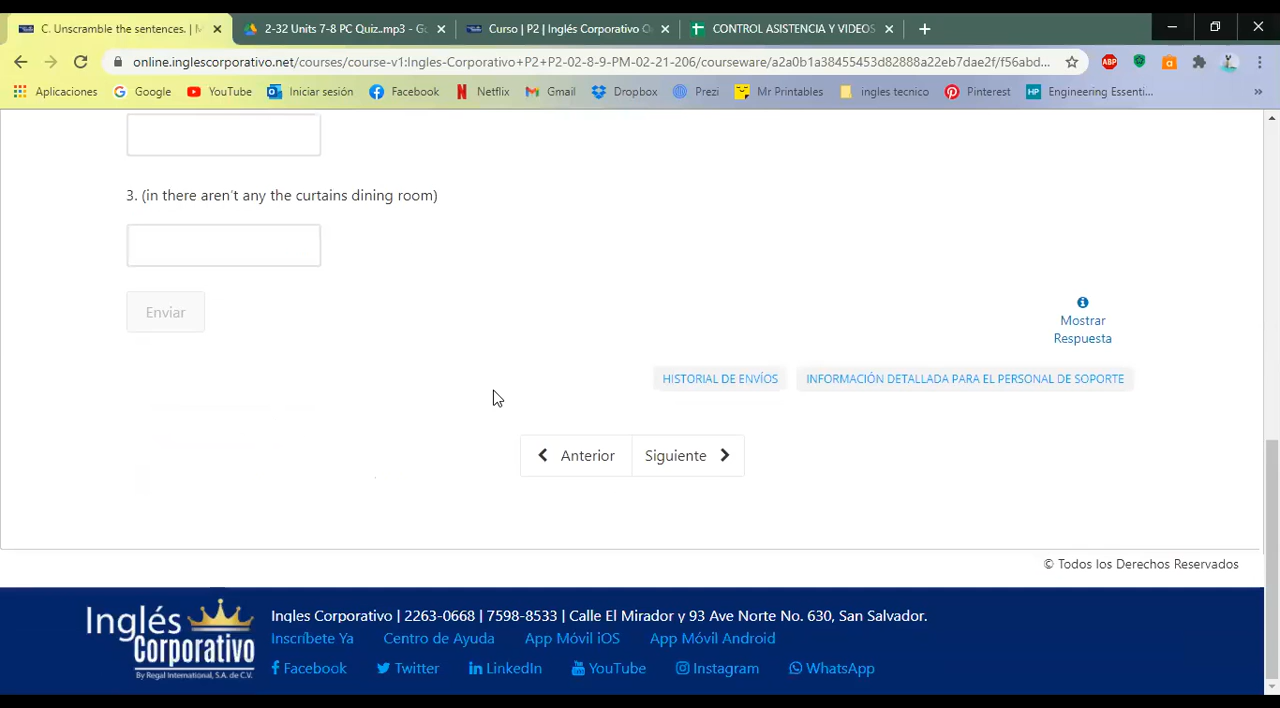 C. Unscramble the sentences. |
2-32 Units 7-8 PC Quiz..mp3 - Go
Curso | P2 | Inglés Corporativo O
CONTROL ASISTENCIA Y VIDEOS
online.inglescorporativo.net/courses/course-v1:Ingles-Corporativo+P2+P2-02-8-9-PM-02-21-206/courseware/a2a0b1a38455453d82888a22eb7dae2f/f56abd...
ABP
Aplicaciones
Google
YouTube
Iniciar sesión
Facebook
Netflix
Gmail
Dropbox
Prezi
Mr Printables
ingles tecnico
Pinterest
HP
Engineering Essenti...
»
3. (in there aren't any the curtains dining room)
Enviar
Mostrar
Respuesta
HISTORIAL DE ENVÍOS
INFORMACIÓN DETALLADA PARA EL PERSONAL DE SOPORTE
Anterior
Siguiente
© Todos los Derechos Reservados
Inglés
Corporativo
By Regal International, S.A. de C.V.
Ingles Corporativo | 2263-0668 | 7598-8533 | Calle El Mirador y 93 Ave Norte No. 630, San Salvador.
Inscríbete Ya
Centro de Ayuda
App Móvil iOS
App Móvil Android
Facebook
Twitter
LinkedIn
YouTube
Instagram
WhatsApp